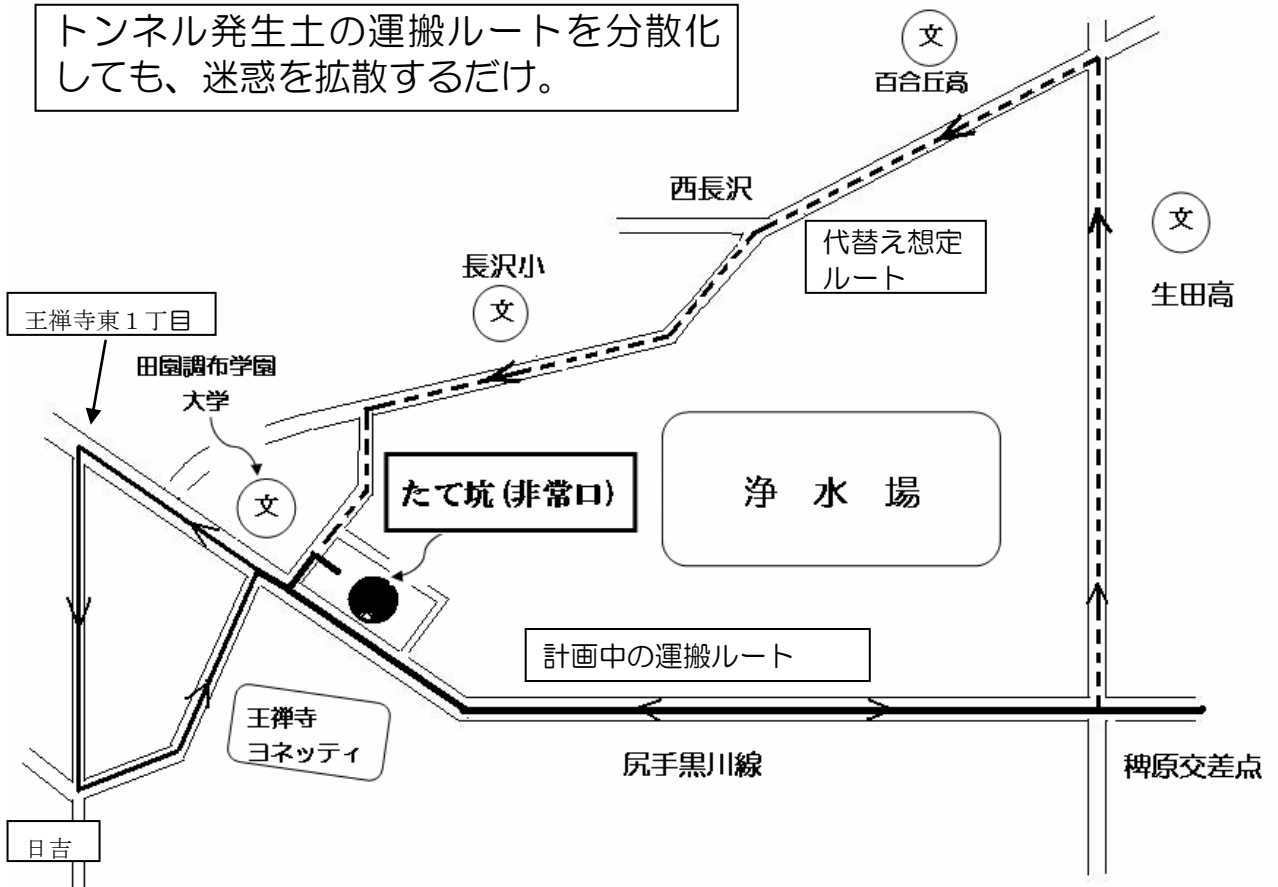 トンネル発生土の運搬ルートを分散化
しても、迷惑を拡散するだけ。
文
百合丘高
西長沢
代替え想定
ルート
文
生田高
長沢小
文
王禅寺東１丁目
田園調布学園
大学
文
たて坑(非常口)
浄水場
計画中の運搬ルート
王禅寺
ヨネッティ
尻手黒川線
稗原交差点
日吉